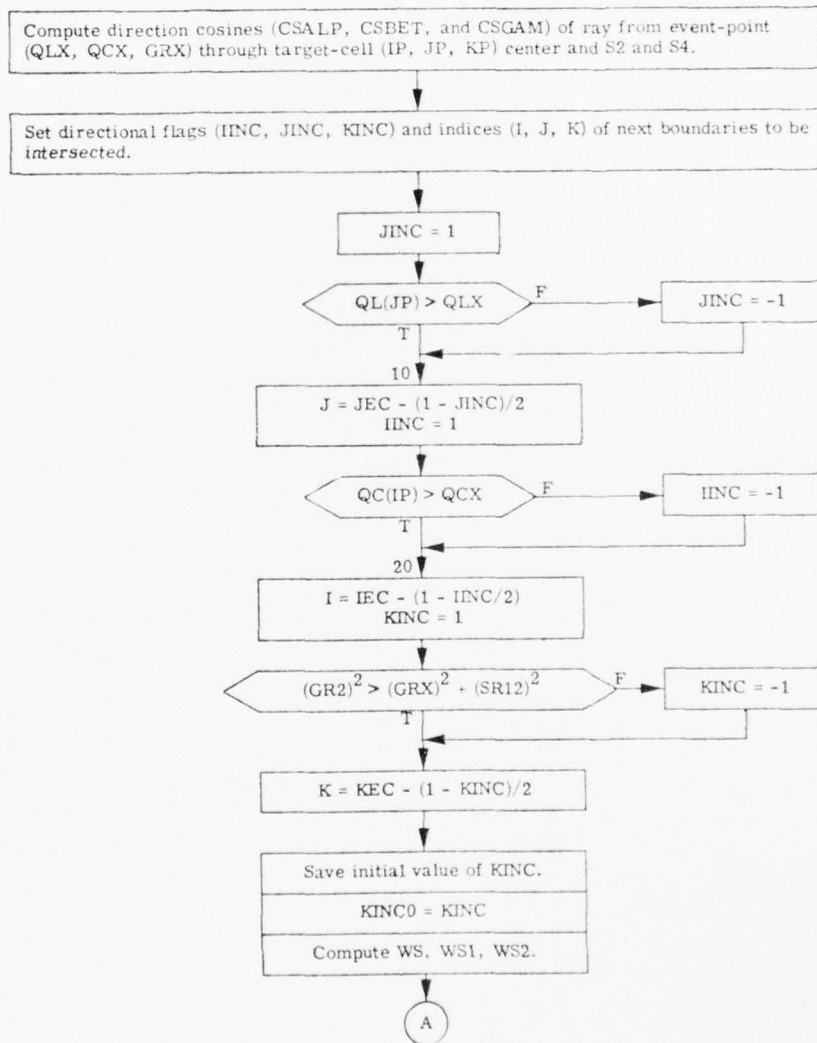 Compute direction cosines (CSALP, CSBET, and CSGAM) of ray from event-point
(QLX, QCX, GRX) through target-cell (IP, JP, KP) center and S2 and S4.
Set directional flags (IINC, JINC, KINC) and indices (I, J, K) of next boundaries to be
intersected.
JINC = 1
QL(JP) > QLX
F
JINC = -1
T
10
J = JEC - (1 - JINC)/2
IINC = 1
QC(IP) > QCX
F
IINC = -1
T
20
I = IEC - (1 - IINC/2)
KINC = 1
(GR2)² > (GRX)² + (SR12)²
F
KINC = -1
T
K = KEC - (1 - KINC)/2
Save initial value of KINC.
KINC0 = KINC
Compute WS, WS1, WS2.
A